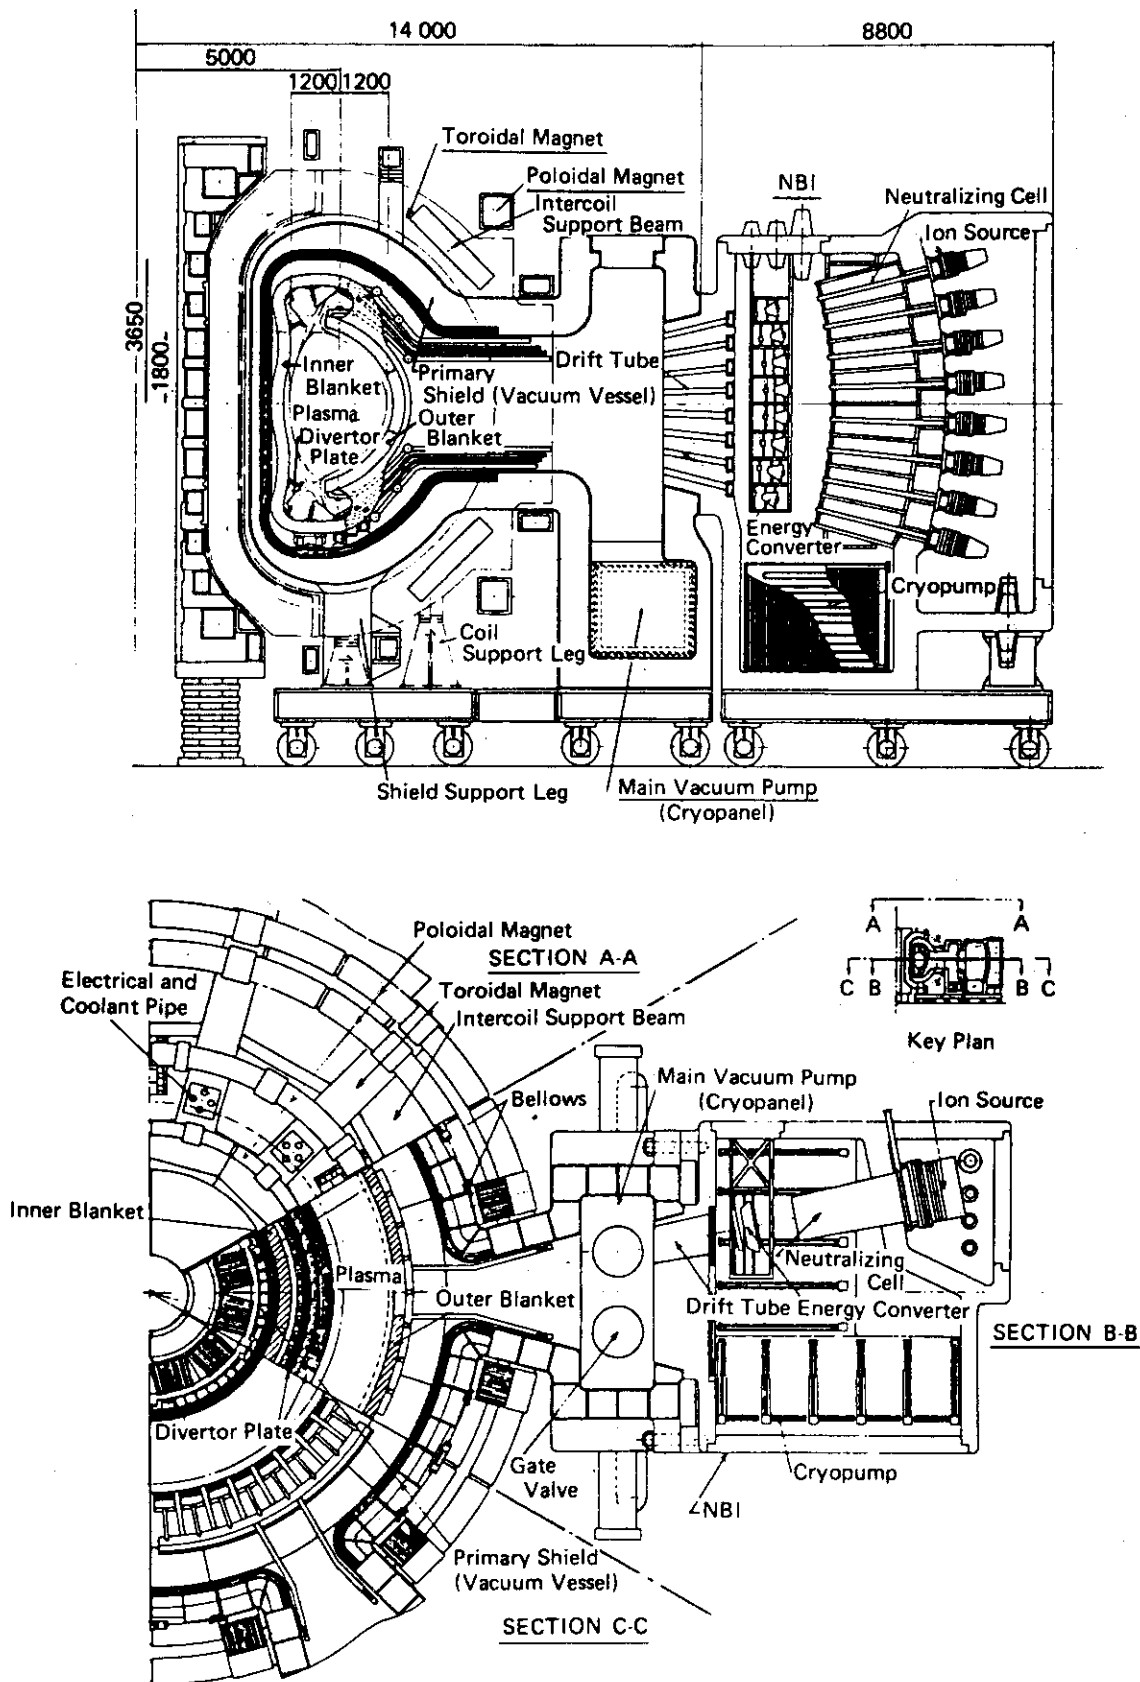 14 000
8800
5000
1200 1200
Toroidal Magnet
Poloidal Magnet
Intercoil
Support Beam
NBI
Neutralizing Cell
Ion Source
3650
1800
Inner
Blanket
Primary
Shield (Vacuum Vessel)
Drift Tube
Plasma
Divertor
Plate
Outer
Blanket
Energy
Converter
Cryopump
Coil
Support Leg
Shield Support Leg
Main Vacuum Pump
(Cryopanel)
Poloidal Magnet
SECTION A-A
Electrical and
Coolant Pipe
Toroidal Magnet
Intercoil Support Beam
A A
C B B C
Key Plan
Main Vacuum Pump
(Cryopanel)
Bellows
Ion Source
Inner Blanket
Plasma
Neutralizing
Cell
Outer Blanket
Drift Tube Energy Converter
SECTION B-B
Divertor Plate
Gate
Valve
Cryopump
NBI
Primary Shield
(Vacuum Vessel)
SECTION C-C